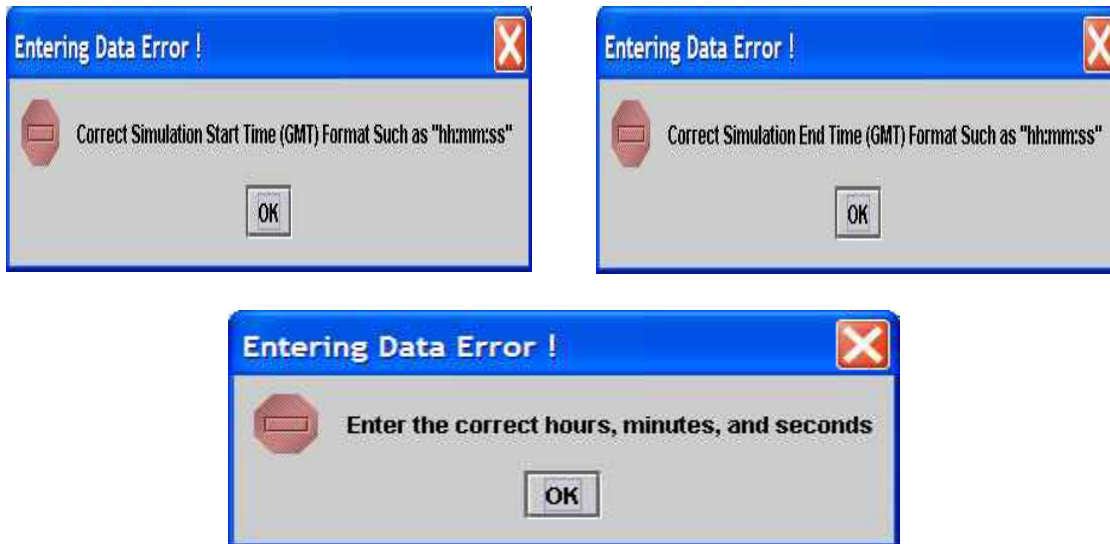 Entering Data Error !
Correct Simulation Start Time (GMT) Format Such as "hh:mm:ss"
OK
Entering Data Error !
Correct Simulation End Time (GMT) Format Such as "hh:mm:ss"
OK
Entering Data Error !
Enter the correct hours, minutes, and seconds
OK